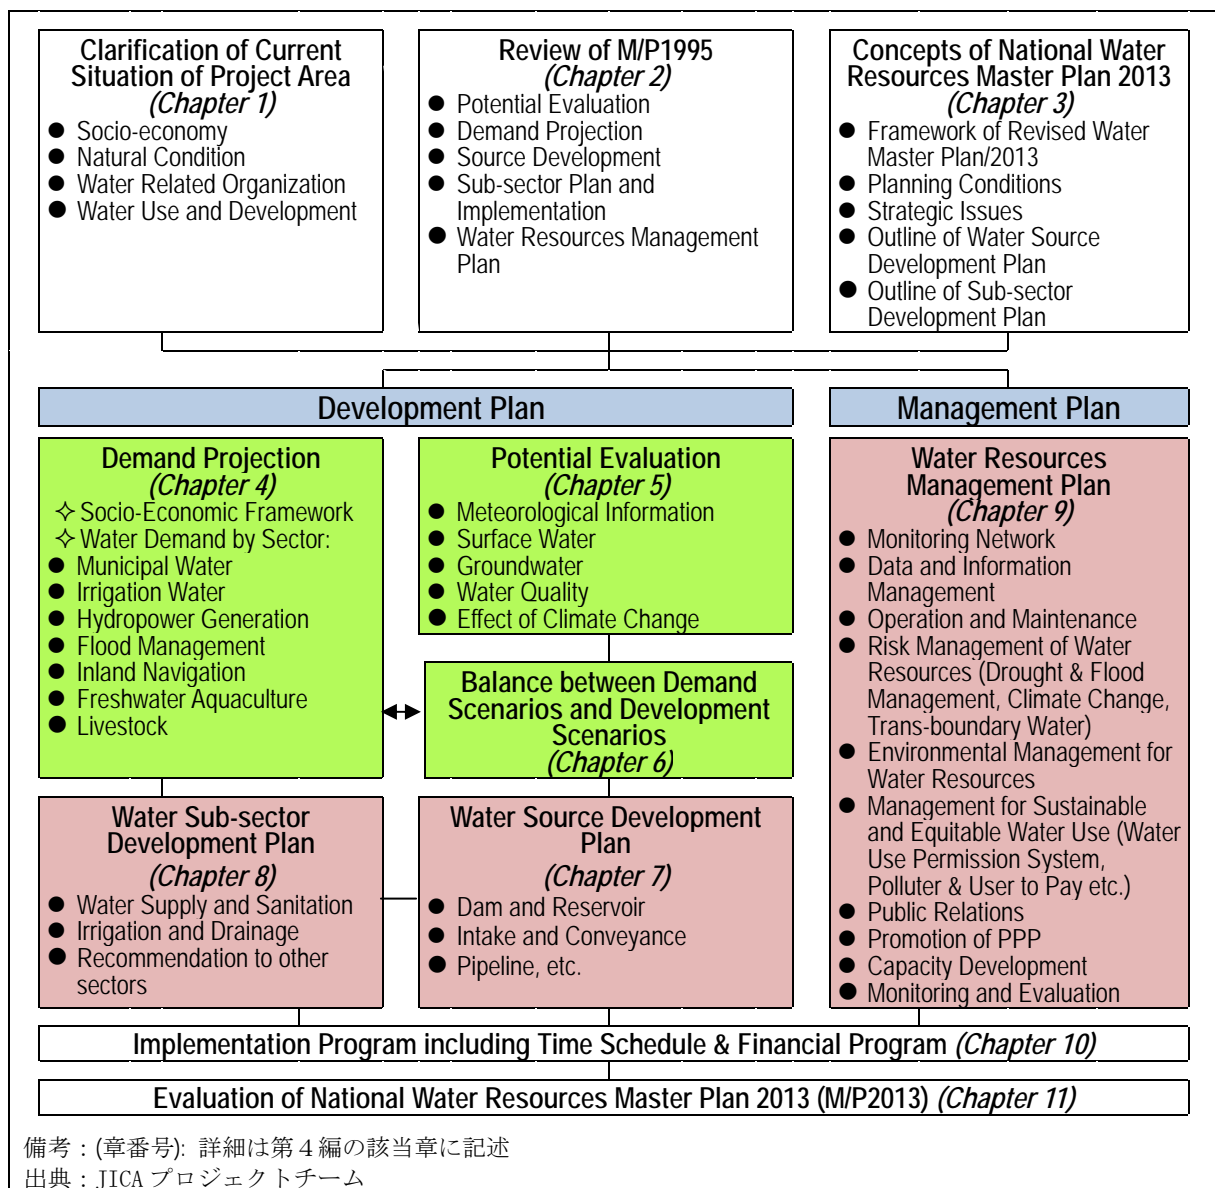 Clarification of Current
Situation of Project Area
(Chapter 1)
● Socio-economy
● Natural Condition
● Water Related Organization
● Water Use and Development
Review of M/P1995
(Chapter 2)
● Potential Evaluation
● Demand Projection
● Source Development
● Sub-sector Plan and
Implementation
● Water Resources Management
Plan
Concepts of National Water
Resources Master Plan 2013
(Chapter 3)
● Framework of Revised Water
Master Plan/2013
● Planning Conditions
● Strategic Issues
● Outline of Water Source
Development Plan
● Outline of Sub-sector
Development Plan
Development Plan
Management Plan
Demand Projection
(Chapter 4)
✧ Socio-Economic Framework
✧ Water Demand by Sector:
● Municipal Water
● Irrigation Water
● Hydropower Generation
● Flood Management
● Inland Navigation
● Freshwater Aquaculture
● Livestock
Potential Evaluation
(Chapter 5)
● Meteorological Information
● Surface Water
● Groundwater
● Water Quality
● Effect of Climate Change
Balance between Demand
Scenarios and Development
Scenarios
(Chapter 6)
Water Sub-sector
Development Plan
(Chapter 8)
● Water Supply and Sanitation
● Irrigation and Drainage
● Recommendation to other
sectors
Water Source Development
Plan
(Chapter 7)
● Dam and Reservoir
● Intake and Conveyance
● Pipeline, etc.
Water Resources
Management Plan
(Chapter 9)
● Monitoring Network
● Data and Information
Management
● Operation and Maintenance
● Risk Management of Water
Resources (Drought & Flood
Management, Climate Change,
Trans-boundary Water)
● Environmental Management for
Water Resources
● Management for Sustainable
and Equitable Water Use (Water
Use Permission System,
Polluter & User to Pay etc.)
● Public Relations
● Promotion of PPP
● Capacity Development
● Monitoring and Evaluation
Implementation Program including Time Schedule & Financial Program (Chapter 10)
Evaluation of National Water Resources Master Plan 2013 (M/P2013) (Chapter 11)
備考：(章番号): 詳細は第４編の該当章に記述
出典：JICA プロジェクトチーム